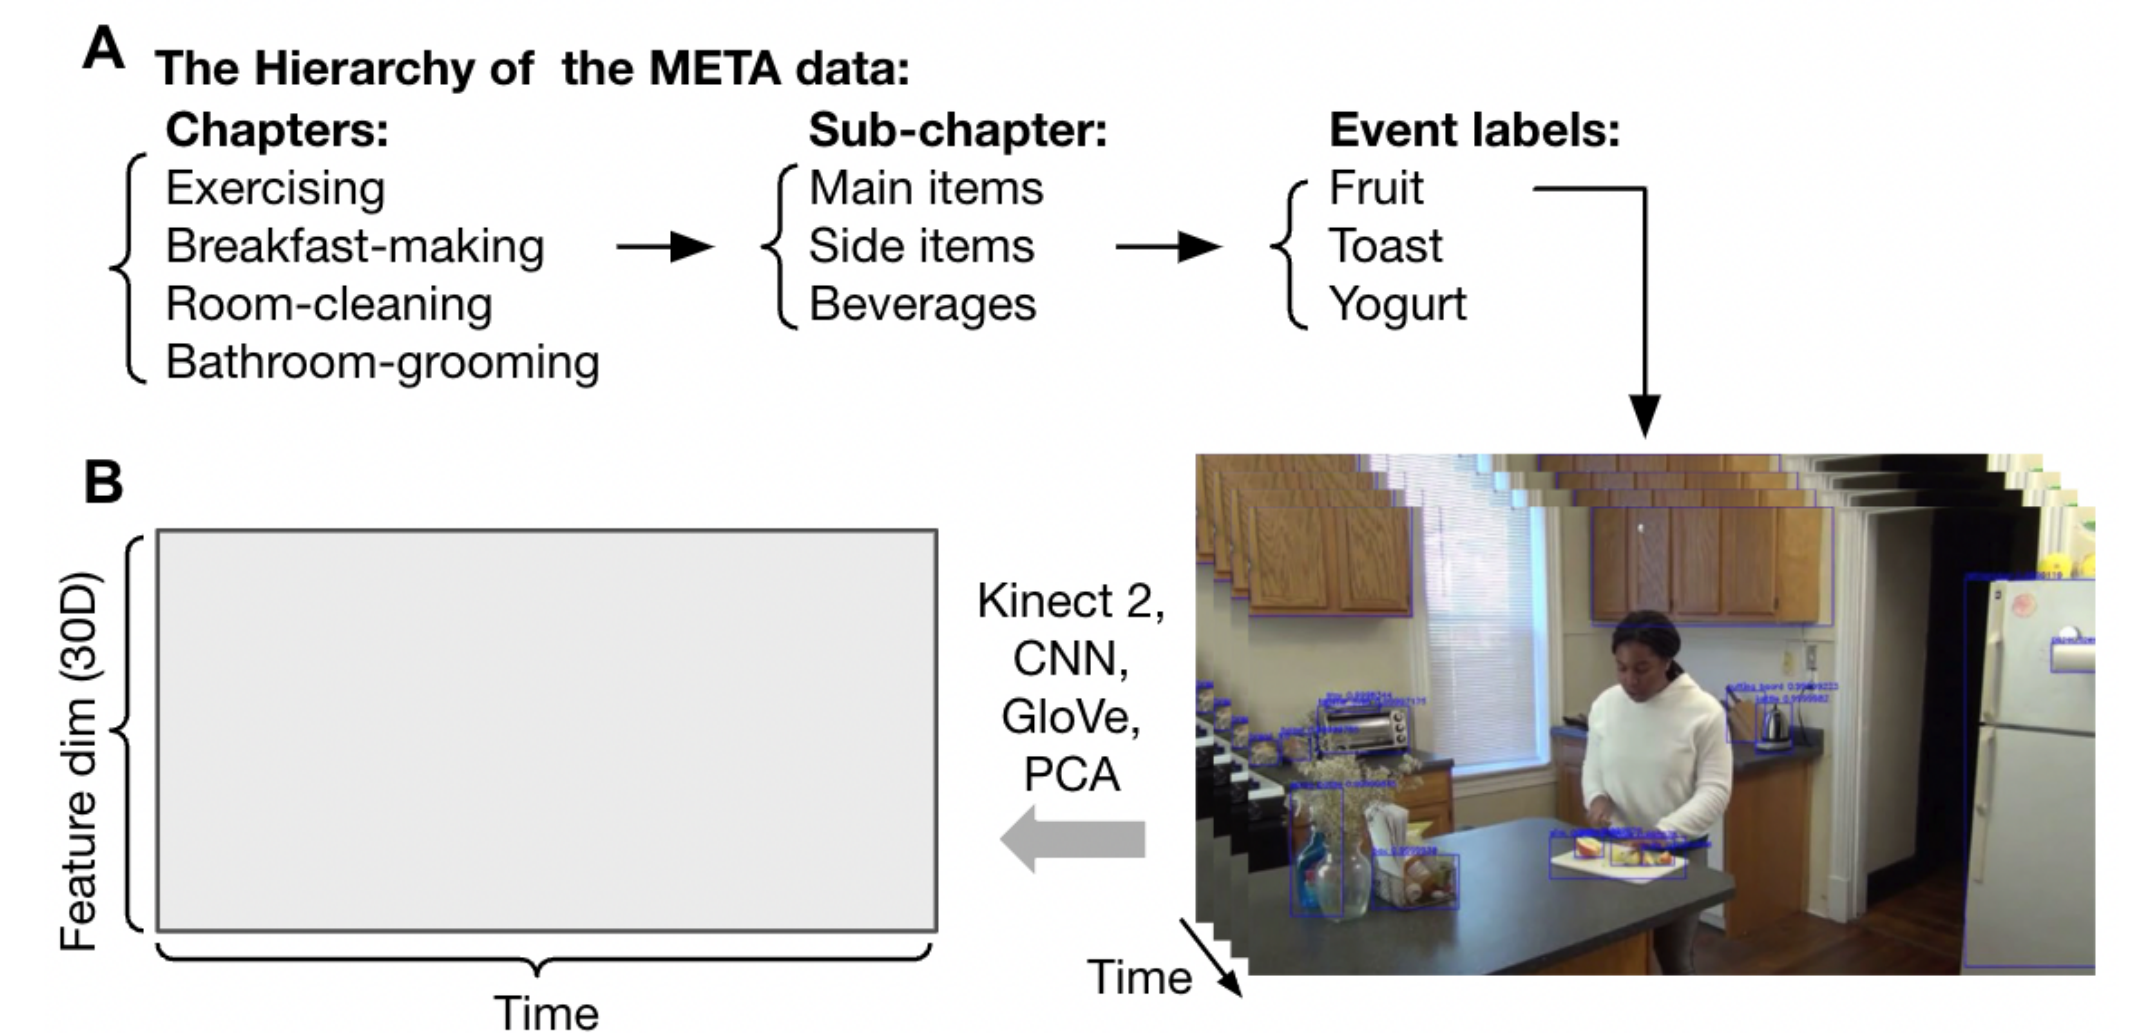 A
The Hierarchy of the META data:
Chapters:
Exercising
Breakfast-making
Room-cleaning
Bathroom-grooming
Sub-chapter:
Main items
Side items
Beverages
Event labels:
Fruit
Toast
Yogurt
B
Feature dim (30D)
Time
Kinect 2,
CNN,
GloVe,
PCA
Time